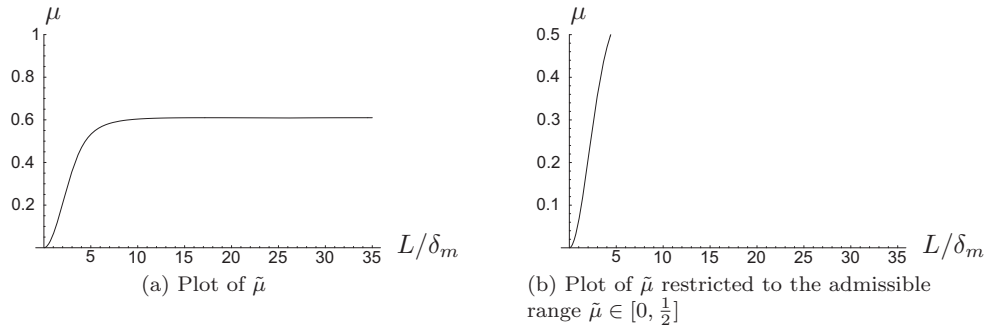 μ
1
0.8
0.6
0.4
0.2
5 10 15 20 25 30 35
L/δₘ
(a) Plot of μ̃
μ
0.5
0.4
0.3
0.2
0.1
5 10 15 20 25 30 35
L/δₘ
(b) Plot of μ̃ restricted to the admissible
range μ̃ ∈ [0, ½]